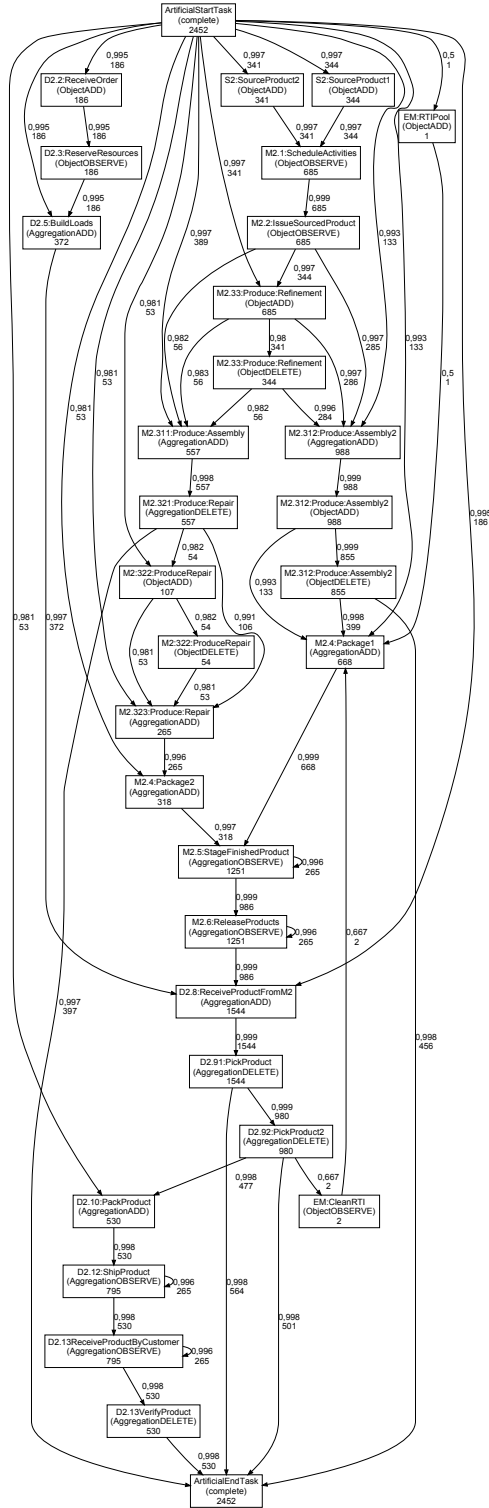 ArtificialStartTask
(complete)
2452
0,995
186
0,997
341
0,997
344
0,5
1
D2.2:ReceiveOrder
(ObjectADD)
186
S2:SourceProduct2
(ObjectADD)
341
S2:SourceProduct1
(ObjectADD)
344
EM:RTIPool
(ObjectADD)
1
0,995
186
0,995
186
0,997
341
0,997
344
D2.3:ReserveResources
(ObjectOBSERVE)
186
0,997
341
M2.1:ScheduleActivities
(ObjectOBSERVE)
685
0,995
186
0,999
685
D2.5:BuildLoads
(AggregationADD)
372
0,997
389
M2.2:IssueSourcedProduct
(ObjectOBSERVE)
685
0,993
133
0,997
344
0,981
53
M2.33:Produce:Refinement
(ObjectADD)
685
0,993
133
0,982
56
0,98
341
0,997
285
0,981
53
0,983
56
M2.33:Produce:Refinement
(ObjectDELETE)
344
0,997
286
0,5
1
0,981
53
0,982
56
0,996
284
M2.311:Produce:Assembly
(AggregationADD)
557
M2.312:Produce:Assembly2
(AggregationADD)
988
0,998
557
0,999
988
M2.321:Produce:Repair
(AggregationDELETE)
557
M2.312:Produce:Assembly2
(ObjectADD)
988
0,995
186
0,982
54
0,993
133
0,999
855
M2:322:ProduceRepair
(ObjectADD)
107
M2.312:Produce:Assembly2
(ObjectDELETE)
855
0,981
53
0,997
372
0,982
54
0,991
106
0,998
399
0,981
53
M2:322:ProduceRepair
(ObjectDELETE)
54
M2.4:Package1
(AggregationADD)
668
0,981
53
M2.323:Produce:Repair
(AggregationADD)
265
0,996
265
0,999
668
M2.4:Package2
(AggregationADD)
318
0,997
318
M2.5:StageFinishedProduct
(AggregationOBSERVE)
1251
0,996
265
0,999
986
M2.6:ReleaseProducts
(AggregationOBSERVE)
1251
0,996
265
0,667
2
0,999
986
0,997
397
D2.8:ReceiveProductFromM2
(AggregationADD)
1544
0,999
1544
0,998
456
D2.91:PickProduct
(AggregationDELETE)
1544
0,999
980
D2.92:PickProduct2
(AggregationDELETE)
980
0,998
477
0,667
2
D2.10:PackProduct
(AggregationADD)
530
EM:CleanRTI
(ObjectOBSERVE)
2
0,998
530
D2.12:ShipProduct
(AggregationOBSERVE)
795
0,996
265
0,998
564
0,998
530
0,998
501
D2.13ReceiveProductByCustomer
(AggregationOBSERVE)
795
0,996
265
0,998
530
D2.13VerifyProduct
(AggregationDELETE)
530
0,998
530
ArtificialEndTask
(complete)
2452